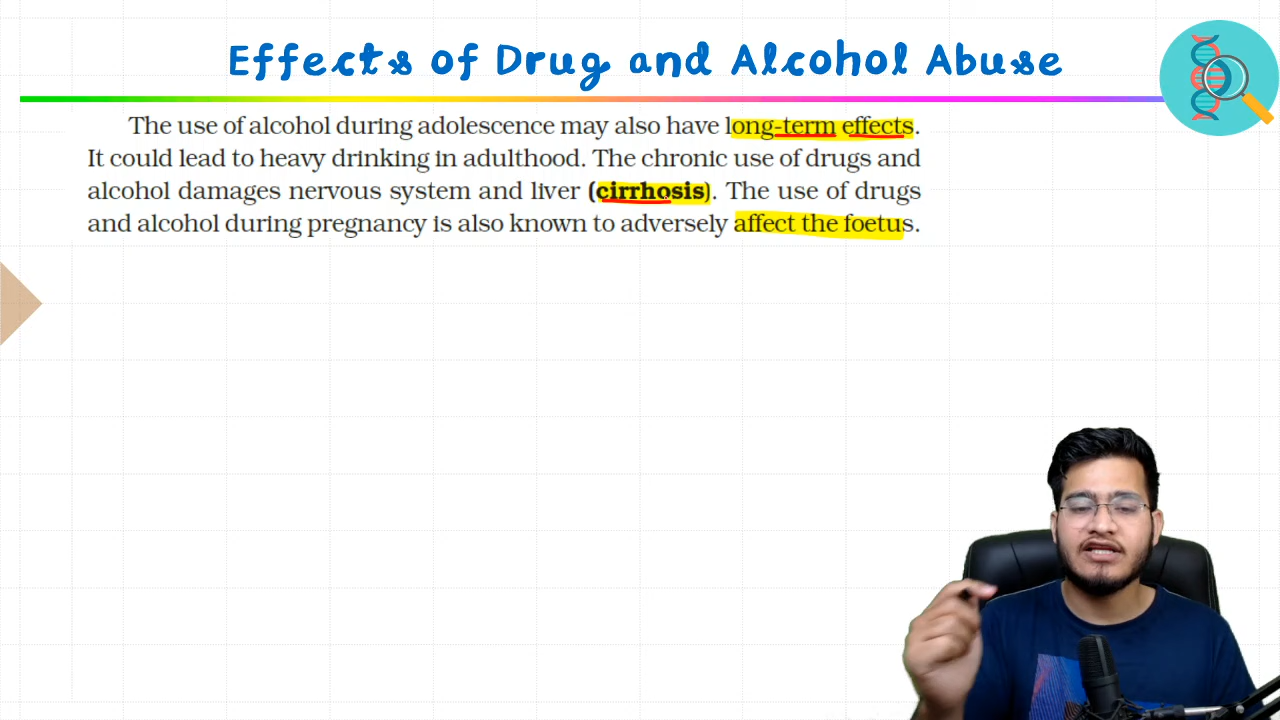 Effects of Drug and Alcohol Abuse
The use of alcohol during adolescence may also have long-term effects.
It could lead to heavy drinking in adulthood. The chronic use of drugs and
alcohol damages nervous system and liver (cirrhosis). The use of drugs
and alcohol during pregnancy is also known to adversely affect the foetus.